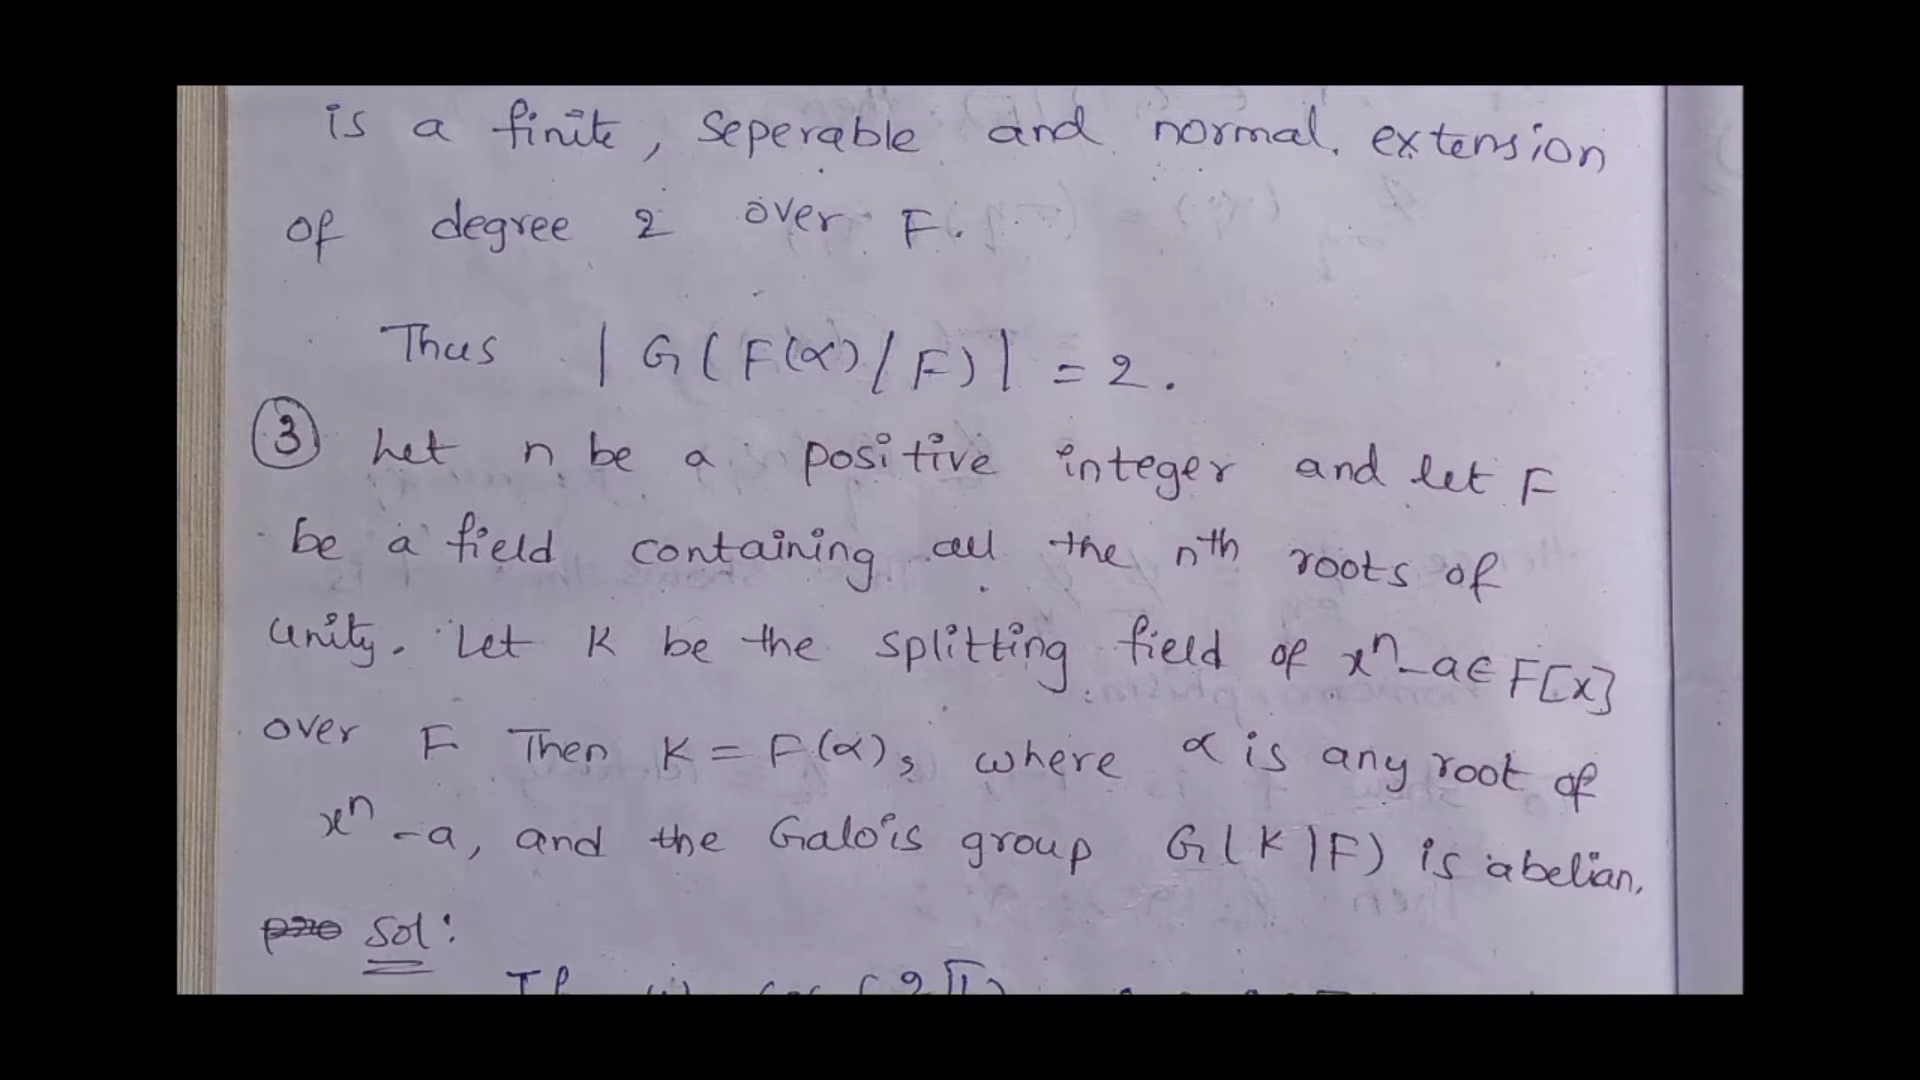 is a finite, seperable and normal. extension
of degree 2 over F.
Thus | G(F(α)/F)| = 2.
③ Let n be a positive integer and let F
be a field containing all the nth roots of
unity. Let K be the splitting field of xⁿ-a∈F[x]
over F Then K = F(α), where α is any root of
xⁿ-a, and the Galois group G(K|F) is abelian.
Sol: